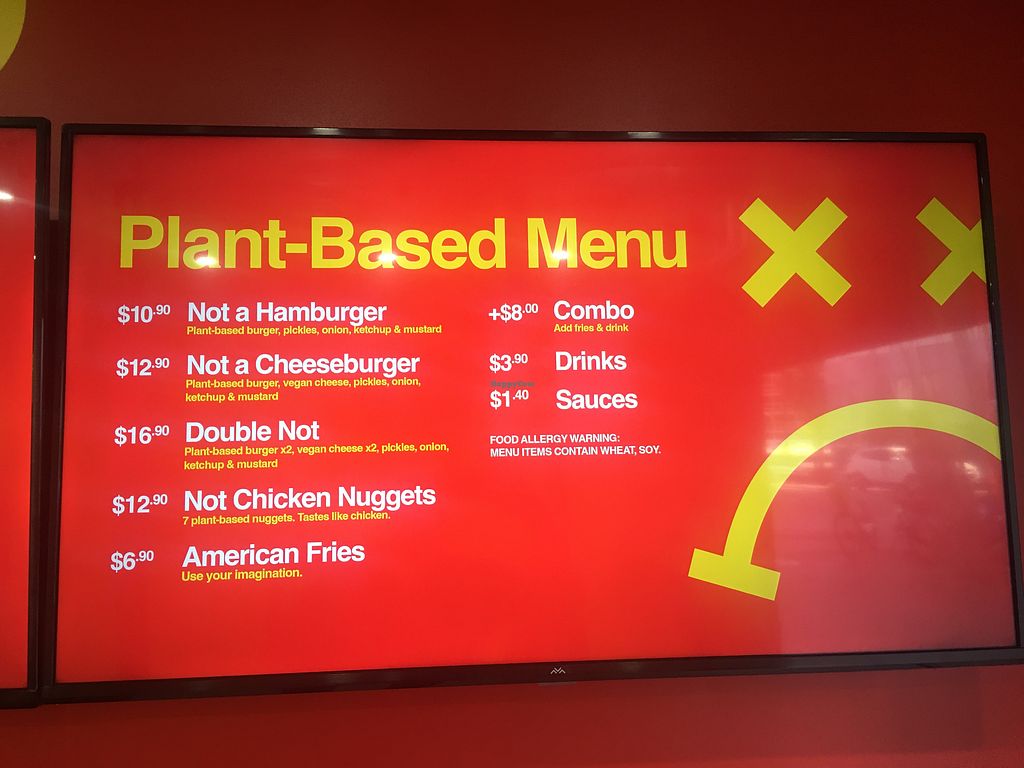 Plant-Based Menu
$10.90 Not a Hamburger
Plant-based burger, pickles, onion, ketchup & mustard
$12.90 Not a Cheeseburger
Plant-based burger, vegan cheese, pickles, onion,
ketchup & mustard
$16.90 Double Not
Plant-based burger x2, vegan cheese x2, pickles, onion,
ketchup & mustard
$12.90 Not Chicken Nuggets
7 plant-based nuggets. Tastes like chicken.
$6.90 American Fries
Use your imagination.
+$8.00 Combo
Add fries & drink
$3.90 Drinks
HappyCow
$1.40 Sauces
FOOD ALLERGY WARNING:
MENU ITEMS CONTAIN WHEAT, SOY.